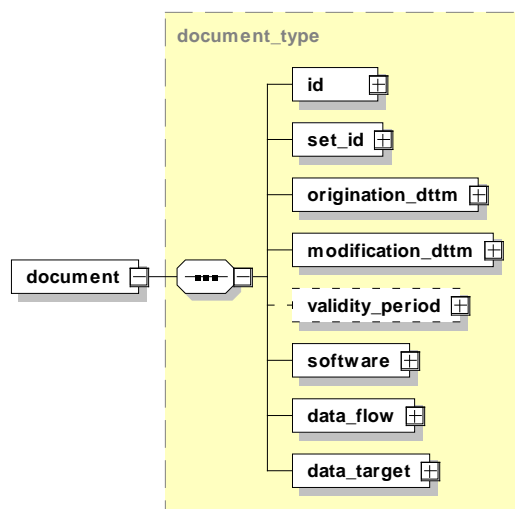 document_type
id
set_id
origination_dttm
modification_dttm
document
validity_period
software
data_flow
data_target